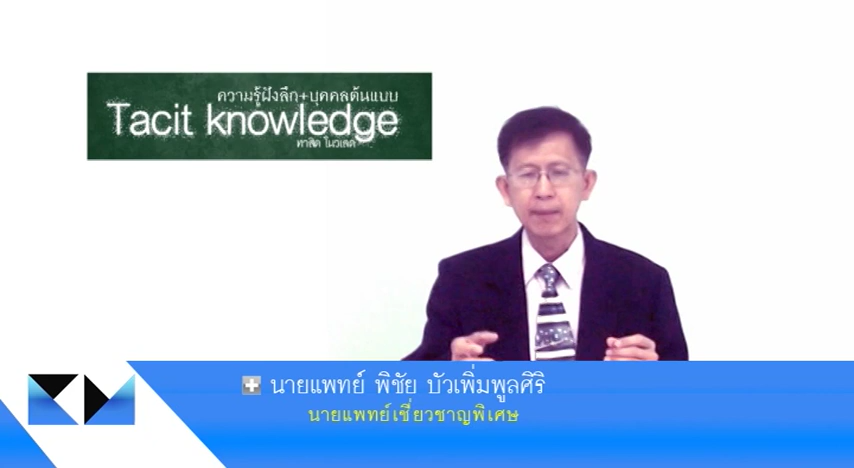 ความรู้ฝังลึก+บุคคลต้นแบบ
Tacit knowledge
ทาสิต โนวเลด
นายแพทย์ พิชัย บัวเพิ่มพูลศิริ
นายแพทย์เชี่ยวชาญพิเศษ